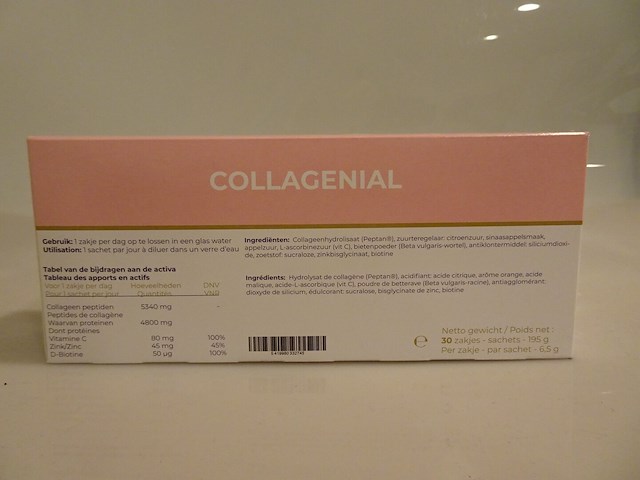 COLLAGENIAL
Gebruik: 1 zakje per dag op te lossen in een glas water
Utilisation: 1 sachet par jour à diluer dans un verre d'eau
Tabel van de bijdragen aan de activa
Tableau des apports en actifs
Voor 1 zakje per dag Hoeveelheden DNV
Pour 1 sachet per jour Quantités VNR
Collageen peptiden 5340 mg -
Peptides de collagène
Waarvan proteinen 4800 mg
Dont protéines
Vitamine C 80 mg 100%
Zink/Zinc 45 mg 45%
D-Biotine 50 µg 100%
Ingrediënten: Collageenhydrolisaat (Peptan®), zuurteregelaar: citroenzuur, sinaasappelsmaak,
appelzuur, L-ascorbinezuur (vit C), bietenpoeder (Beta vulgaris-wortel), antiklontermiddel: siliciumdioxi-
de, zoetstof: sucralose, zinkbisglycinaat, biotine
Ingrédients: Hydrolysat de collagène (Peptan®), acidifiant: acide citrique, arôme orange, acide
malique, acide-L-ascorbique (vit C), poudre de betterave (Beta vulgaris-racine), antiagglomérant:
dioxyde de silicium, édulcorant: sucralose, bisglycinate de zinc, biotine
e
Netto gewicht / Poids net :
30 zakjes - sachets - 195 g
Per zakje - par sachet - 6,5 g